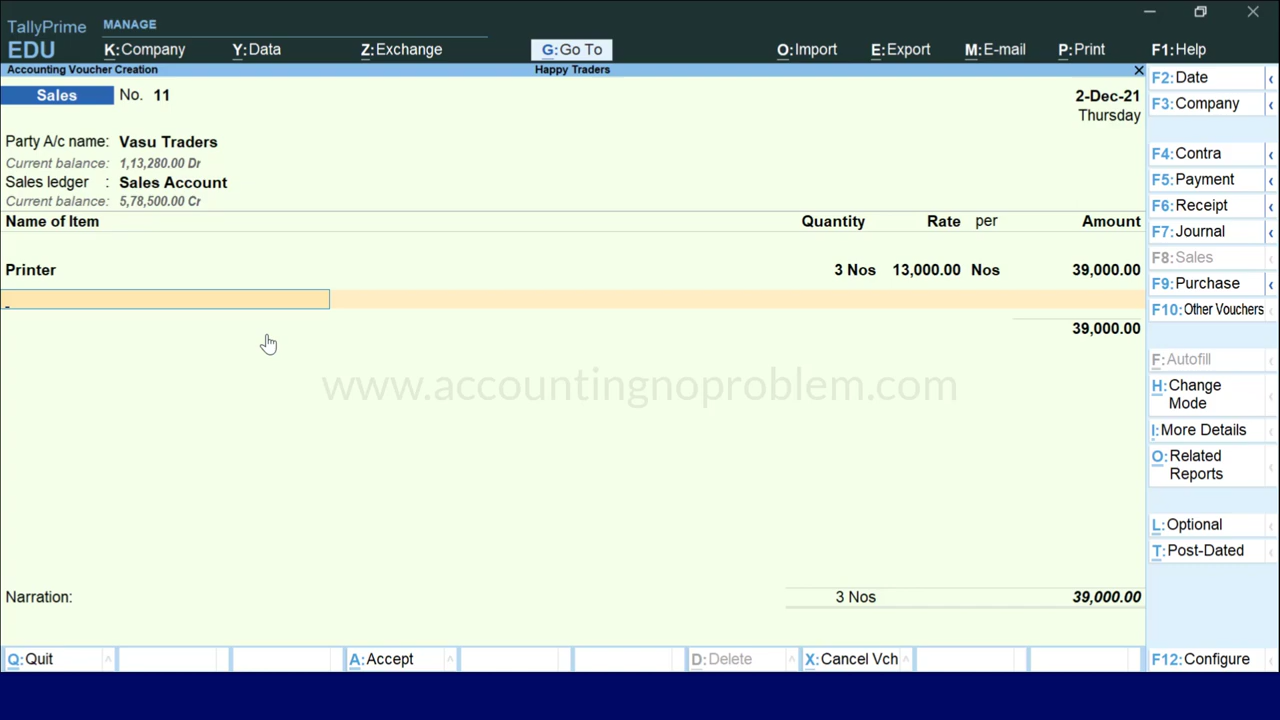 TallyPrime MANAGE
EDU K:Company Y:Data Z:Exchange G:Go To O:Import E:Export M:E-mail P:Print F1:Help
Accounting Voucher Creation Happy Traders
Sales No. 11 2-Dec-21
Thursday
Party A/c name: Vasu Traders
Current balance: 1,13,280.00 Dr
Sales ledger : Sales Account
Current balance: 5,78,500.00 Cr
Name of Item Quantity Rate per Amount
Printer 3 Nos 13,000.00 Nos 39,000.00
39,000.00
www.accountingnoproblem.com
Narration: 3 Nos 39,000.00
F2:Date
F3:Company
F4:Contra
F5:Payment
F6:Receipt
F7:Journal
F8:Sales
F9:Purchase
F10:Other Vouchers
F:Autofill
H:Change
Mode
I:More Details
O:Related
Reports
L:Optional
T:Post-Dated
Q:Quit A:Accept D:Delete X:Cancel Vch F12:Configure